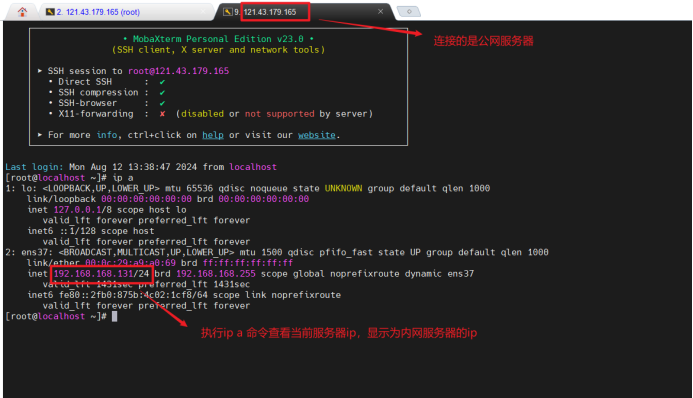 2. 121.43.179.165 (root)
9. 121.43.179.165
连接的是公网服务器
• MobaXterm Personal Edition v23.0 •
(SSH client, X server and network tools)
► SSH session to root@121.43.179.165
• Direct SSH : ✔
• SSH compression : ✔
• SSH-browser : ✔
• X11-forwarding : ✘ (disabled or not supported by server)
► For more info, ctrl+click on help or visit our website.
Last login: Mon Aug 12 13:38:47 2024 from localhost
[root@localhost ~]# ip a
1: lo: <LOOPBACK,UP,LOWER_UP> mtu 65536 qdisc noqueue state UNKNOWN group default qlen 1000
link/loopback 00:00:00:00:00:00 brd 00:00:00:00:00:00
inet 127.0.0.1/8 scope host lo
valid_lft forever preferred_lft forever
inet6 ::1/128 scope host
valid_lft forever preferred_lft forever
2: ens37: <BROADCAST,MULTICAST,UP,LOWER_UP> mtu 1500 qdisc pfifo_fast state UP group default qlen 1000
link/ether 00:0c:29:a9:a0:69 brd ff:ff:ff:ff:ff:ff
inet 192.168.168.131/24 brd 192.168.168.255 scope global noprefixroute dynamic ens37
valid_lft 1431sec preferred_lft 1431sec
inet6 fe80::2fb0:875b:4c02:1cf8/64 scope link noprefixroute
valid_lft forever preferred_lft forever
[root@localhost ~]#
执行ip a 命令查看当前服务器ip，显示为内网服务器的ip